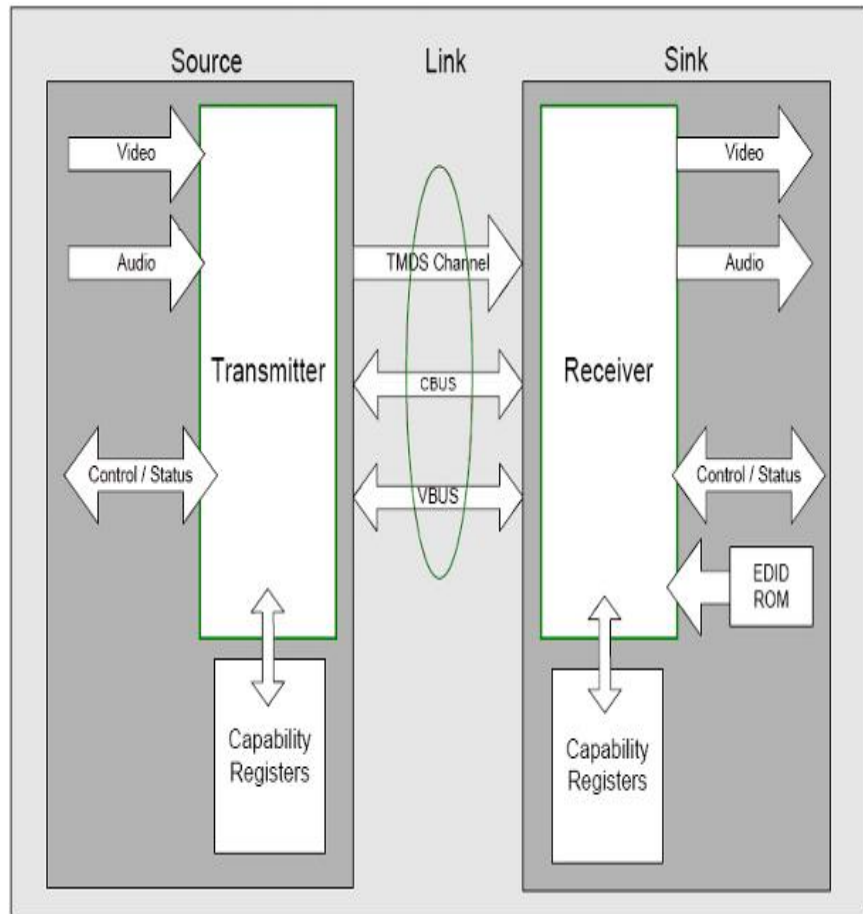 Source
Link
Sink
Video
Audio
Transmitter
Control / Status
Capability
Registers
TMDS Channel
CBUS
VBUS
Video
Audio
Receiver
Control / Status
EDID
ROM
Capability
Registers